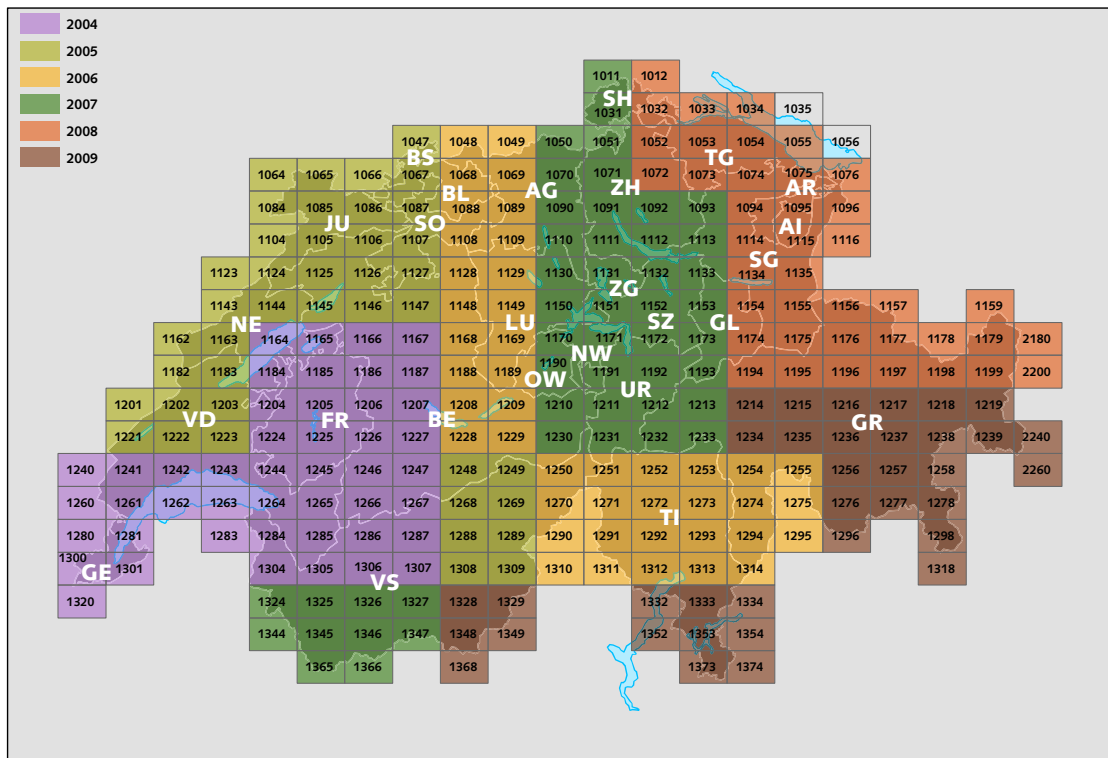 2004
2005
2006
2007
2008
2009
1011 1012
SH
1031 1032 1033 1034 1035
1047 1048 1049 1050 1051 1052 1053 1054 1055 1056
BS TG
1064 1065 1066 1067 1068 1069 1070 1071 1072 1073 1074 1075 1076
BL AG ZH AR
1084 1085 1086 1087 1088 1089 1090 1091 1092 1093 1094 1095 1096
JU SO AI
1104 1105 1106 1107 1108 1109 1110 1111 1112 1113 1114 1115 1116
SG
1123 1124 1125 1126 1127 1128 1129 1130 1131 1132 1133 1134 1135
ZG
1143 1144 1145 1146 1147 1148 1149 1150 1151 1152 1153 1154 1155 1156 1157 1159
NE LU SZ GL
1162 1163 1164 1165 1166 1167 1168 1169 1170 1171 1172 1173 1174 1175 1176 1177 1178 1179 2180
NW
1182 1183 1184 1185 1186 1187 1188 1189 1190 1191 1192 1193 1194 1195 1196 1197 1198 1199 2200
OW UR
1201 1202 1203 1204 1205 1206 1207 1208 1209 1210 1211 1212 1213 1214 1215 1216 1217 1218 1219
VD FR BE GR
1221 1222 1223 1224 1225 1226 1227 1228 1229 1230 1231 1232 1233 1234 1235 1236 1237 1238 1239 2240
1240 1241 1242 1243 1244 1245 1246 1247 1248 1249 1250 1251 1252 1253 1254 1255 1256 1257 1258 2260
1260 1261 1262 1263 1264 1265 1266 1267 1268 1269 1270 1271 1272 1273 1274 1275 1276 1277 1278
TI
1280 1281 1283 1284 1285 1286 1287 1288 1289 1290 1291 1292 1293 1294 1295 1296 1298
1300 1301 1304 1305 1306 1307 1308 1309 1310 1311 1312 1313 1314 1318
GE VS
1320 1324 1325 1326 1327 1328 1329 1332 1333 1334
1344 1345 1346 1347 1348 1349 1352 1353 1354
1365 1366 1368 1373 1374